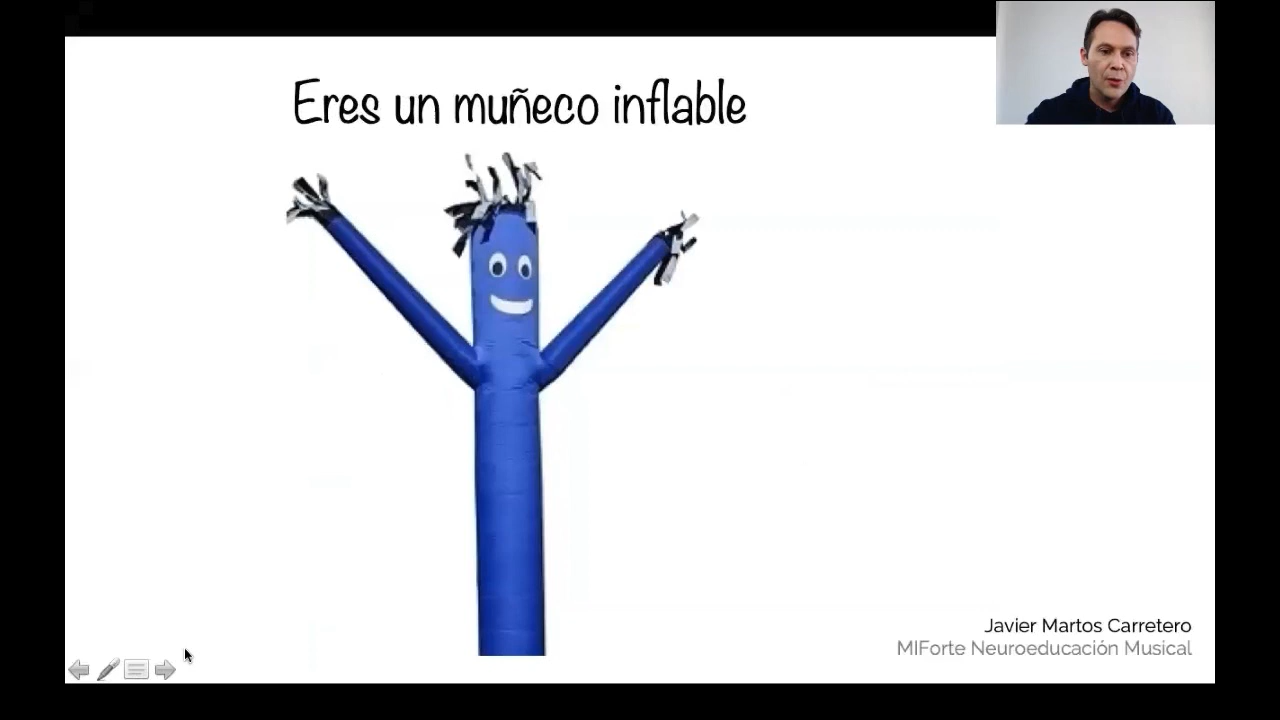 Eres un muñeco inflable
Javier Martos Carretero
MIForte Neuroeducación Musical